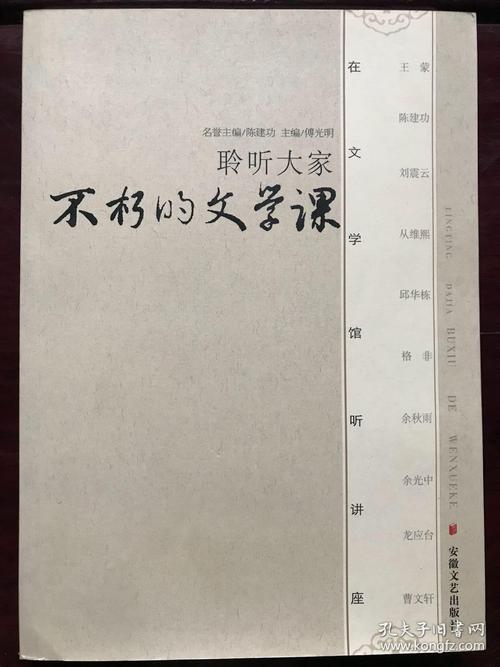 名誉主编/陈建功 主编/傅光明
聆听大家
不朽的文学课
在文学馆听讲座
王蒙
陈建功
刘震云
从维熙
邱华栋
格非
余秋雨
余光中
龙应台
曹文轩
LINGTING DAJIA BUXIU DE WENXUEKE
安徽文艺出版社
孔夫子旧书网
www.kongfz.com